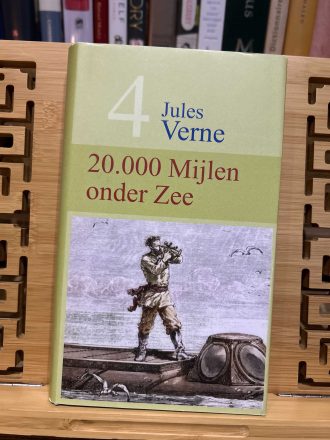 4
Jules
Verne
20.000 Mijlen
onder Zee